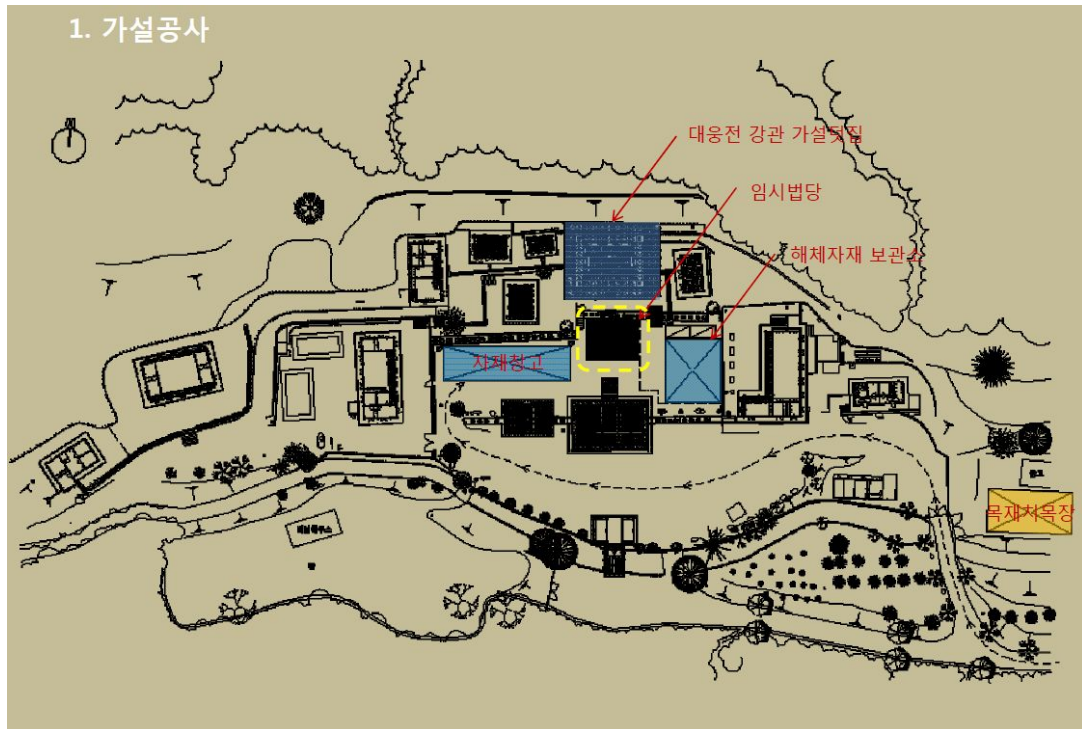 1. 가설공사
대웅전 강관 가설덧집
임시법당
해체자재 보관소
자재창고
목재치목장